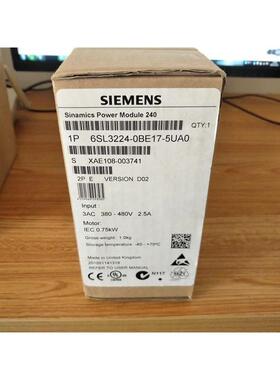 SIEMENS
Sinamics Power Module 240
QTY:1
1P 6SL3224-0BE17-5UA0
S XAE108-003741
2P E VERSION D02
Input :
3AC 380 - 480V 2.5A
Motor:
IEC 0.75kW
Gross weight: 1.0kg
Storage temperature -40 - +70°C
Made in United Kingdom
REFER TO USER MANUAL
N117